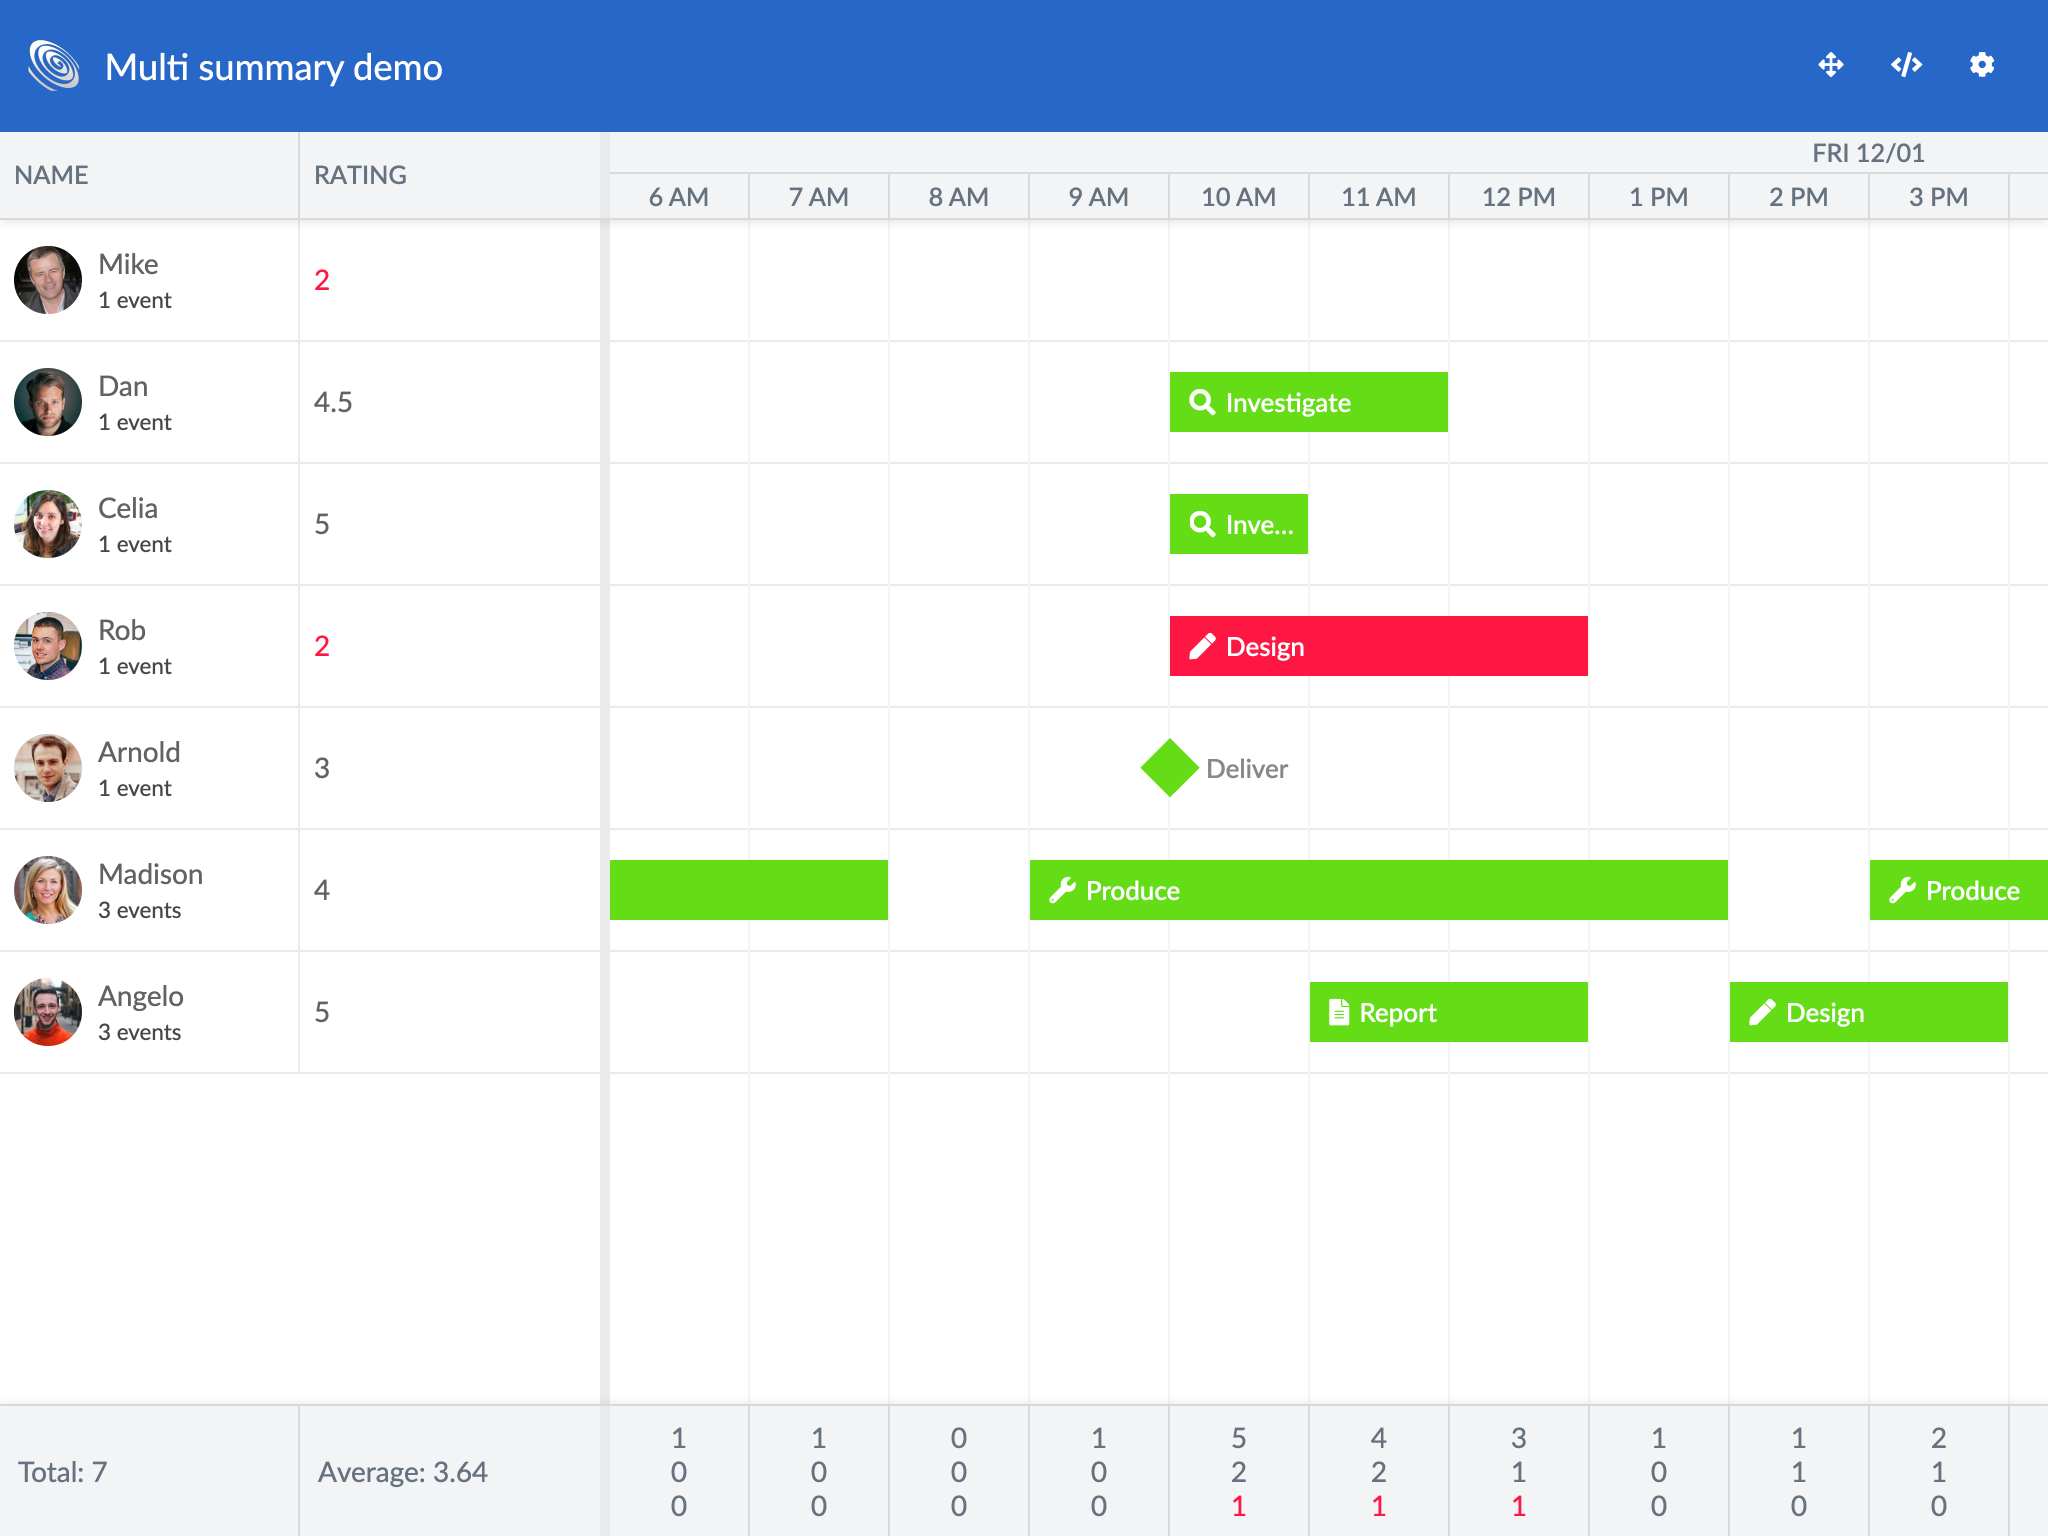 Multi summary demo
NAME
RATING
FRI 12/01
6 AM
7 AM
8 AM
9 AM
10 AM
11 AM
12 PM
1 PM
2 PM
3 PM
Mike
1 event
2
Dan
1 event
4.5
Investigate
Celia
1 event
5
Inve...
Rob
1 event
2
Design
Arnold
1 event
3
Deliver
Madison
3 events
4
Produce
Produce
Angelo
3 events
5
Report
Design
Total: 7
Average: 3.64
1 1 0 1 5 4 3 1 1 2
0 0 0 0 2 2 1 0 1 1
0 0 0 0 1 1 1 0 0 0